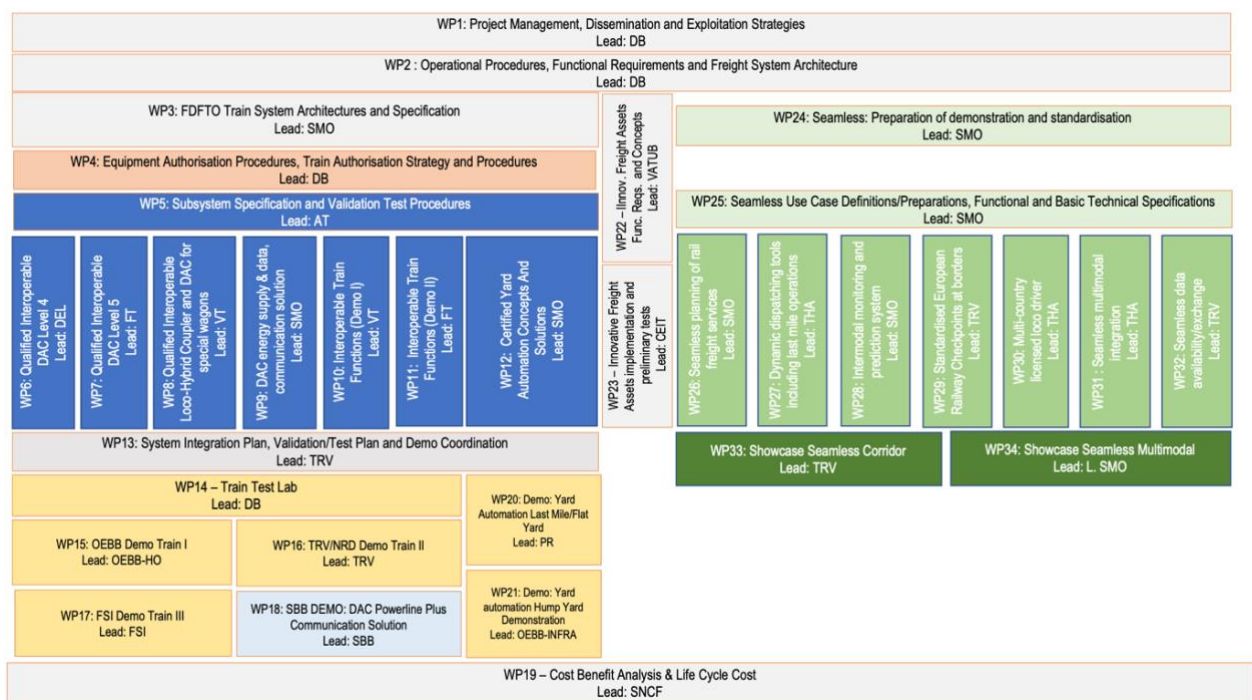 WP1: Project Management, Dissemination and Exploitation Strategies
Lead: DB
WP2 : Operational Procedures, Functional Requirements and Freight System Architecture
Lead: DB
WP3: FDFTO Train System Architectures and Specification
Lead: SMO
WP4: Equipment Authorisation Procedures, Train Authorisation Strategy and Procedures
Lead: DB
WP5: Subsystem Specification and Validation Test Procedures
Lead: AT
WP6: Qualified Interoperable
DAC Level 4
Lead: DEL
WP7: Qualified Interoperable
DAC Level 5
Lead: FT
WP8: Qualified Interoperable
Loco-Hybrid Coupler and DAC for
special wagons
Lead: VT
WP9: DAC energy supply & data,
communication solution
Lead: SMO
WP10: Interoperable Train
Functions (Demo I)
Lead: VT
WP11: Interoperable Train
Functions (Demo II)
Lead: FT
WP12: Certified Yard
Automation Concepts And
Solutions
Lead: SMO
WP22 – IInnov. Freight Assets
Func. Reqs. and Concepts
Lead: VATUB
WP23 – Innovative Freight
Assets implementation and
preliminary tests
Lead: CEIT
WP24: Seamless: Preparation of demonstration and standardisation
Lead: SMO
WP25: Seamless Use Case Definitions/Preparations, Functional and Basic Technical Specifications
Lead: SMO
WP26: Seamless planning of rail
freight services
Lead: SMO
WP27: Dynamic dispatching tools
including last mile operations
Lead: THA
WP28: Intermodal monitoring and
prediction system
Lead: SMO
WP29: Standardised European
Railway Checkpoints at borders
Lead: TRV
WP30: Multi-country
licensed loco driver
Lead: THA
WP31 : Seamless multimodal
integration
Lead: THA
WP32: Seamless data
availability/exchange
Lead: TRV
WP13: System Integration Plan, Validation/Test Plan and Demo Coordination
Lead: TRV
WP33: Showcase Seamless Corridor
Lead: TRV
WP34: Showcase Seamless Multimodal
Lead: L. SMO
WP14 – Train Test Lab
Lead: DB
WP15: OEBB Demo Train I
Lead: OEBB-HO
WP16: TRV/NRD Demo Train II
Lead: TRV
WP20: Demo: Yard
Automation Last Mile/Flat
Yard
Lead: PR
WP17: FSI Demo Train III
Lead: FSI
WP18: SBB DEMO: DAC Powerline Plus
Communication Solution
Lead: SBB
WP21: Demo: Yard
automation Hump Yard
Demonstration
Lead: OEBB-INFRA
WP19 – Cost Benefit Analysis & Life Cycle Cost
Lead: SNCF